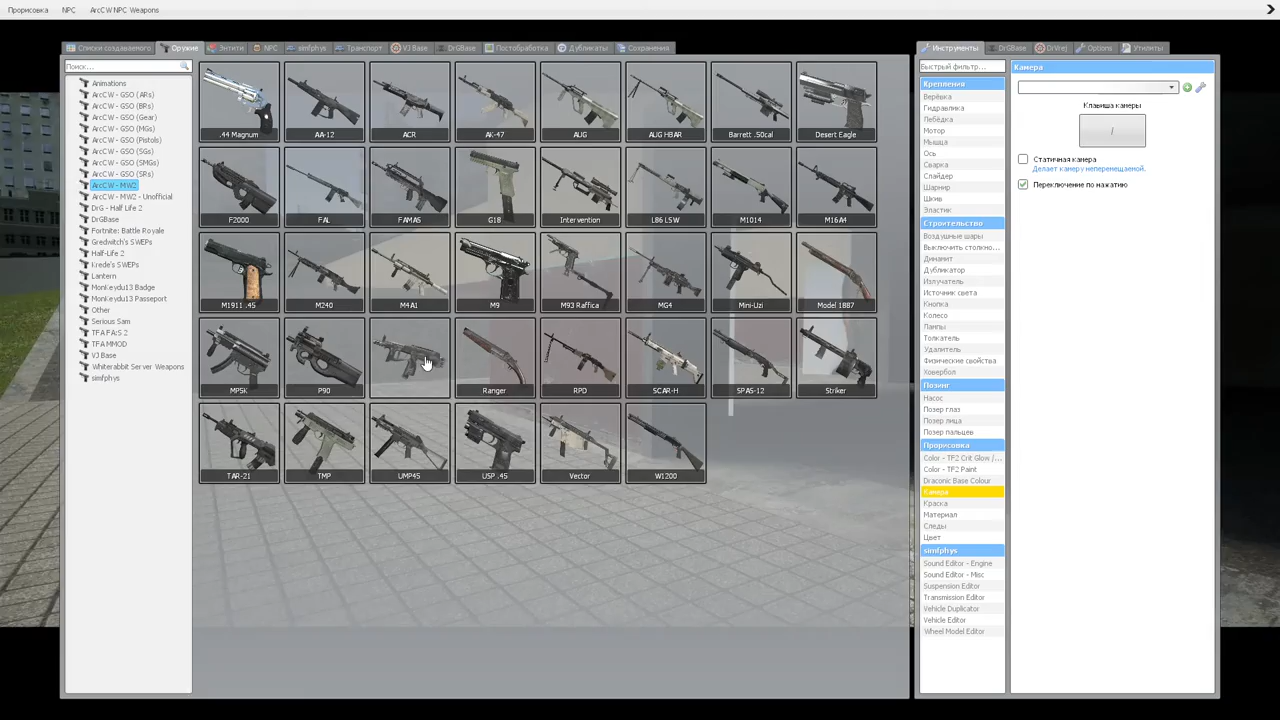 Прорисовка NPC ArcCW NPC Weapons
Списки создаваемого Оружие Энтити NPC simfphys Транспорт VJ Base DrGBase Постобработка Дубликаты Сохранения
Поиск...
Animations
ArcCW - GSO (ARs)
ArcCW - GSO (BRs)
ArcCW - GSO (Gear)
ArcCW - GSO (MGs)
ArcCW - GSO (Pistols)
ArcCW - GSO (SGs)
ArcCW - GSO (SMGs)
ArcCW - GSO (SRs)
ArcCW - MW2
ArcCW - MW2 - Unofficial
DrG - Half Life 2
DrGBase
Fortnite: Battle Royale
Gredwitch's SWEPs
Half-Life 2
Krede's SWEPs
Lantern
Monkeydu13 Badge
Monkeydu13 Passeport
Other
Serious Sam
TFA FA:S 2
TFA MMOD
VJ Base
Whiterabbit Server Weapons
simfphys
.44 Magnum AA-12 ACR AK-47 AUG AUG HBAR Barrett .50cal Desert Eagle
F2000 FAL FAMAS G18 Intervention L86 LSW M1014 M16A4
M1911 .45 M240 M4A1 M9 M93 Raffica MG4 Mini-Uzi Model 1887
MP5K P90 Ranger RPD SCAR-H SPAS-12 Striker
TAR-21 TMP UMP45 USP .45 Vector W1200
Инструменты DrGBase DrVrej Options Утилиты
Быстрый фильтр...
Крепления
Верёвка
Гидравлика
Лебёдка
Мотор
Мышца
Ось
Сварка
Слайдер
Шарнир
Шкив
Эластик
Строительство
Воздушные шары
Выключить столкно...
Динамит
Дубликатор
Излучатель
Источник света
Кнопка
Колесо
Лампы
Толкатель
Удалитель
Физические свойства
Ховербол
Позинг
Насос
Позер глаз
Позер лица
Позер пальцев
Прорисовка
Color - TF2 Crit Glow /...
Color - TF2 Paint
Draconic Base Colour
Камера
Краска
Материал
Следы
Цвет
simfphys
Sound Editor - Engine
Sound Editor - Misc
Suspension Editor
Transmission Editor
Vehicle Duplicator
Vehicle Editor
Wheel Model Editor
Камера
Клавиша камеры
/
Статичная камера
Делает камеру неперемещаемой.
Переключение по нажатию